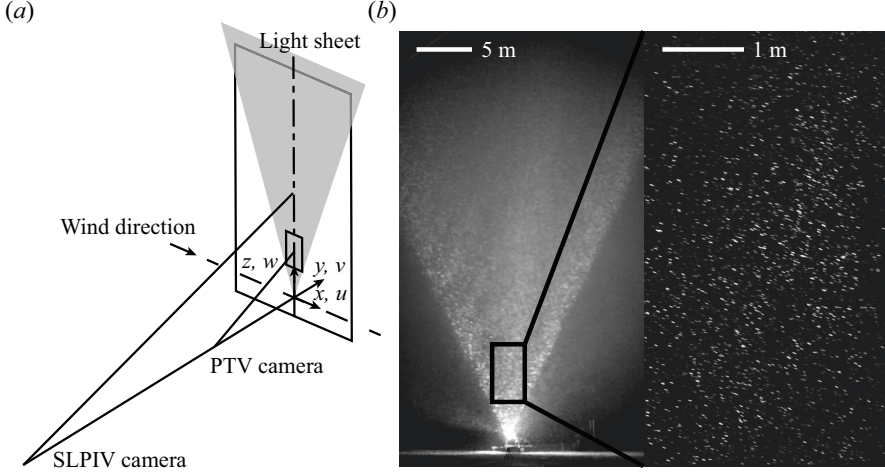 (a)
Light sheet
Wind direction
z, w
y, v
x, u
PTV camera
SLPIV camera
(b)
5 m
1 m